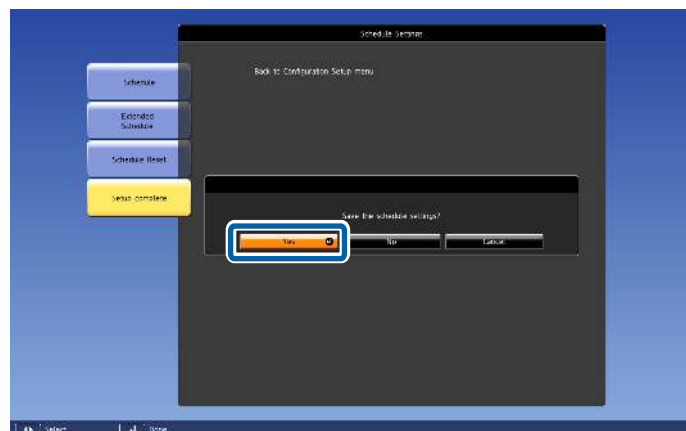 Schedule Settings
Back to Configuration Setup menu
Schedule
Extended
Schedule
Schedule Reset
Setup complete
Save the schedule settings?
Yes No Cancel
Select Done